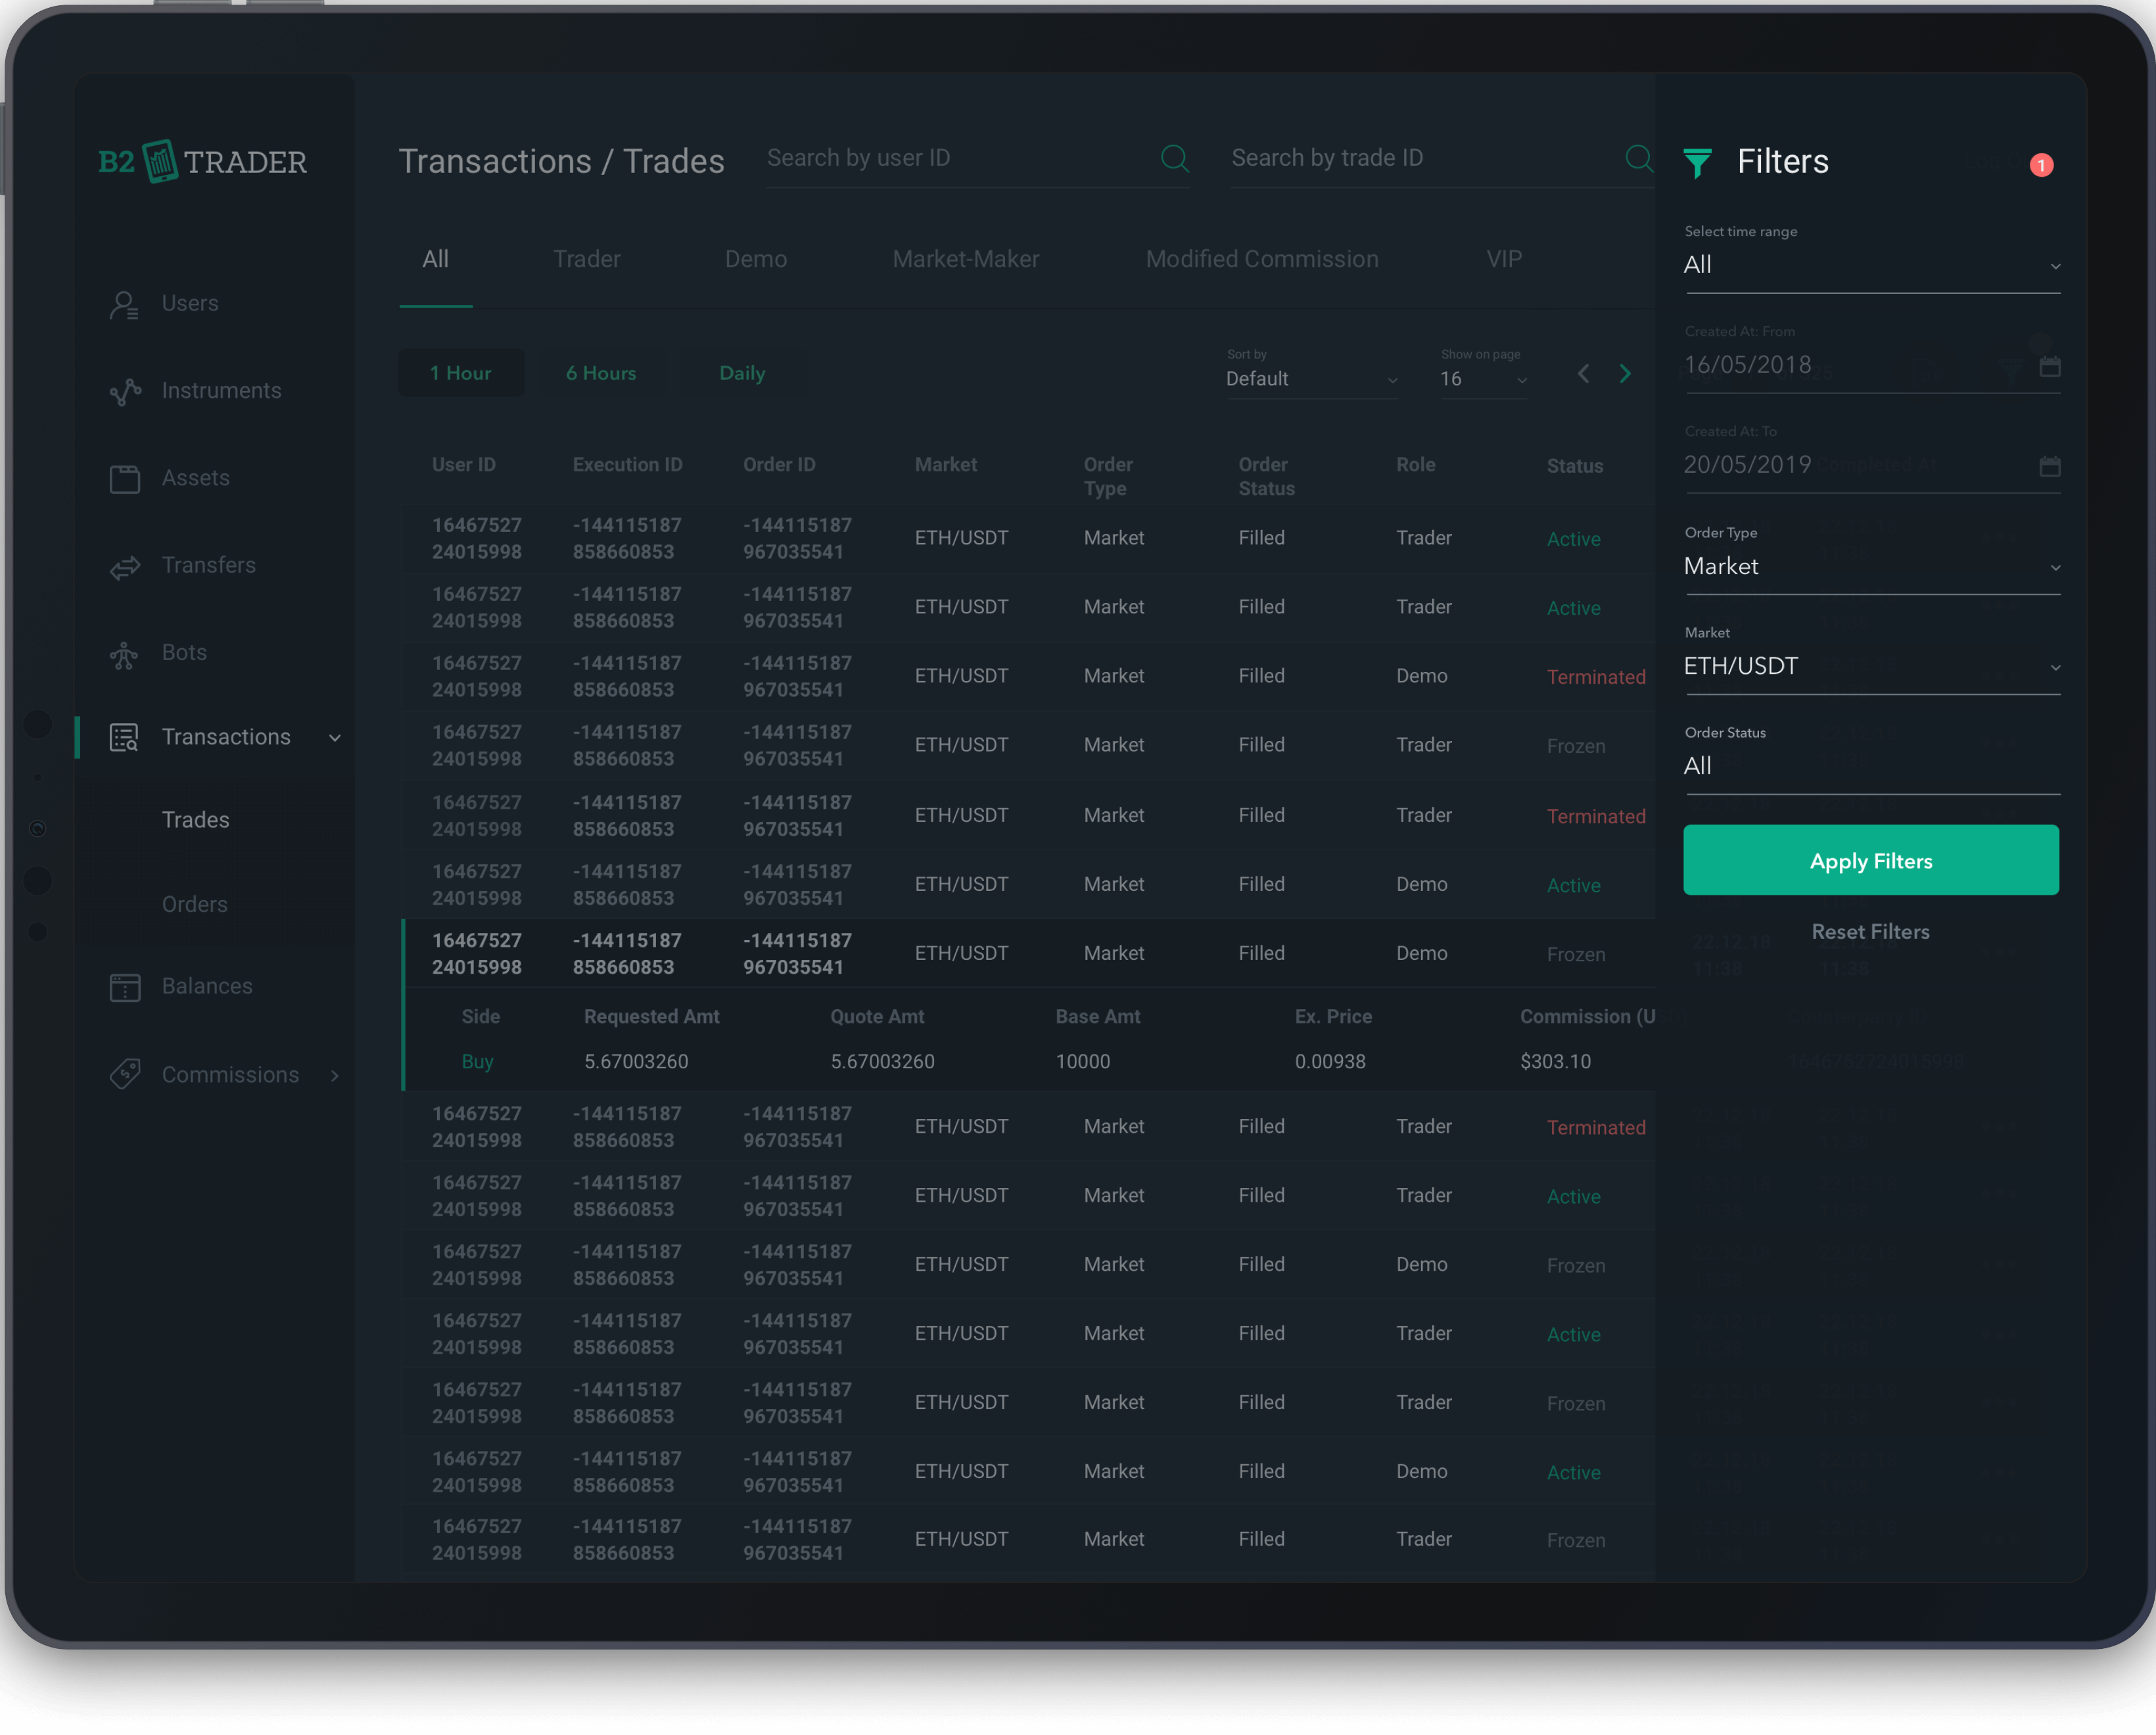 B2 TRADER
Users
Instruments
Assets
Transfers
Bots
Transactions
Trades
Orders
Balances
Commissions
Transactions / Trades
Search by user ID
Search by trade ID
All Trader Demo Market-Maker Modified Commission VIP
1 Hour 6 Hours Daily
Sort by
Default
Show on page
16
User ID Execution ID Order ID Market Order Type Order Status Role Status
16467527 -144115187 -144115187
24015998 858660853 967035541 ETH/USDT Market Filled Trader Active
16467527 -144115187 -144115187
24015998 858660853 967035541 ETH/USDT Market Filled Trader Active
16467527 -144115187 -144115187
24015998 858660853 967035541 ETH/USDT Market Filled Demo Terminated
16467527 -144115187 -144115187
24015998 858660853 967035541 ETH/USDT Market Filled Trader Frozen
16467527 -144115187 -144115187
24015998 858660853 967035541 ETH/USDT Market Filled Trader Terminated
16467527 -144115187 -144115187
24015998 858660853 967035541 ETH/USDT Market Filled Demo Active
16467527 -144115187 -144115187
24015998 858660853 967035541 ETH/USDT Market Filled Demo Frozen
Side Requested Amt Quote Amt Base Amt Ex. Price Commission (U
Buy 5.67003260 5.67003260 10000 0.00938 $303.10
16467527 -144115187 -144115187
24015998 858660853 967035541 ETH/USDT Market Filled Trader Terminated
16467527 -144115187 -144115187
24015998 858660853 967035541 ETH/USDT Market Filled Trader Active
16467527 -144115187 -144115187
24015998 858660853 967035541 ETH/USDT Market Filled Demo Frozen
16467527 -144115187 -144115187
24015998 858660853 967035541 ETH/USDT Market Filled Trader Active
16467527 -144115187 -144115187
24015998 858660853 967035541 ETH/USDT Market Filled Trader Frozen
16467527 -144115187 -144115187
24015998 858660853 967035541 ETH/USDT Market Filled Demo Active
16467527 -144115187 -144115187
24015998 858660853 967035541 ETH/USDT Market Filled Trader Frozen
Filters
1
Select time range
All
Created At: From
16/05/2018
Created At: To
20/05/2019
Completed At
Order Type
Market
Market
ETH/USDT
Order Status
All
Apply Filters
Reset Filters
22.12.18
11:38 11:38
1646752724015998